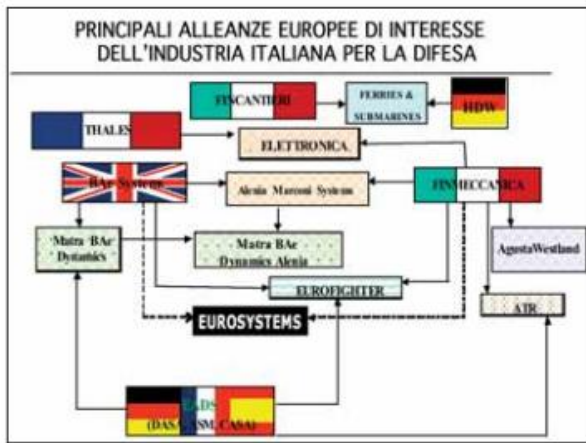 PRINCIPALI ALLEANZE EUROPEE DI INTERESSE
DELL'INDUSTRIA ITALIANA PER LA DIFESA
FINCANTIERI
FERRIES &
SUBMARINES
HDW
THALES
ELETTRONICA
BAe Systems
Alenia Marconi Systems
FINMECCANICA
Matra BAe
Dynamics
Matra BAe
Dynamics Alenia
AgustaWestland
EUROFIGHTER
ATR
EUROSYSTEMS
EADS
(DASA, ASM, CASA)